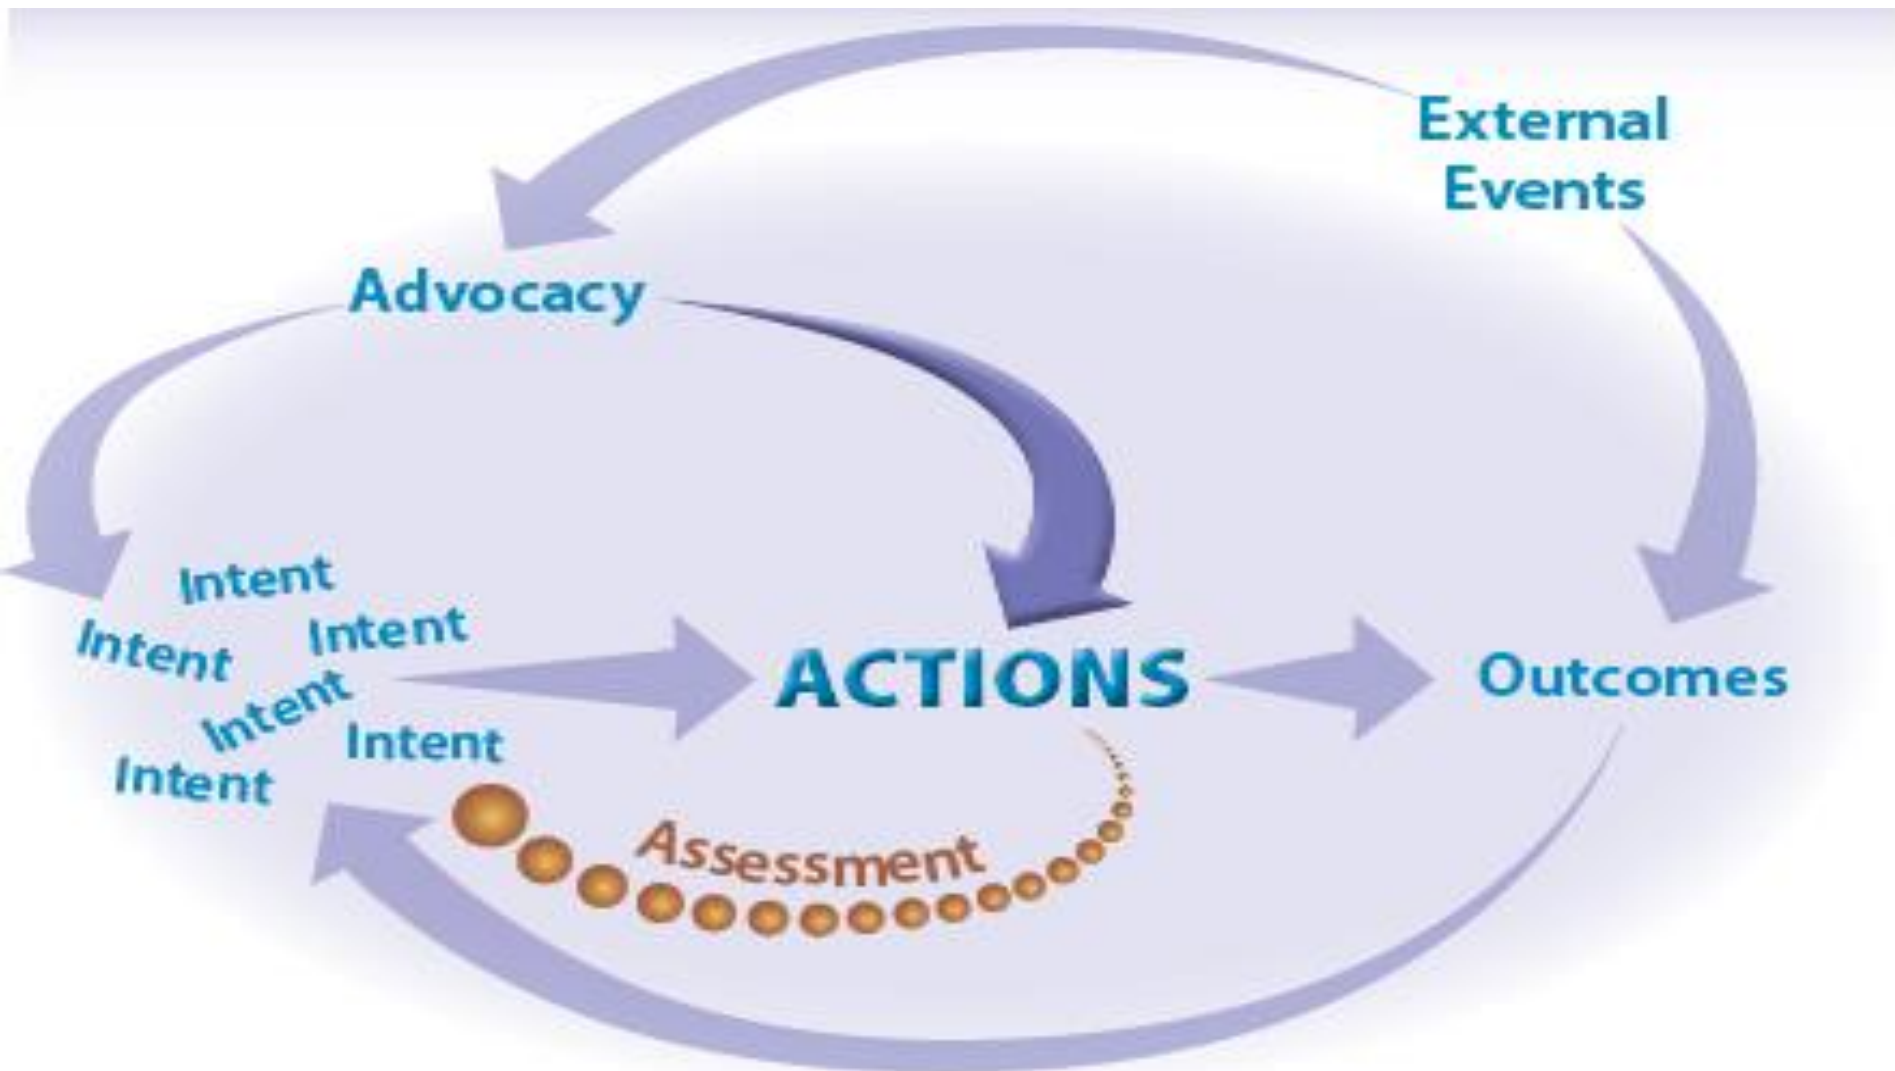 External
Events
Advocacy
Intent
Intent
Intent
Intent
Intent
Intent
ACTIONS
Outcomes
Assessment